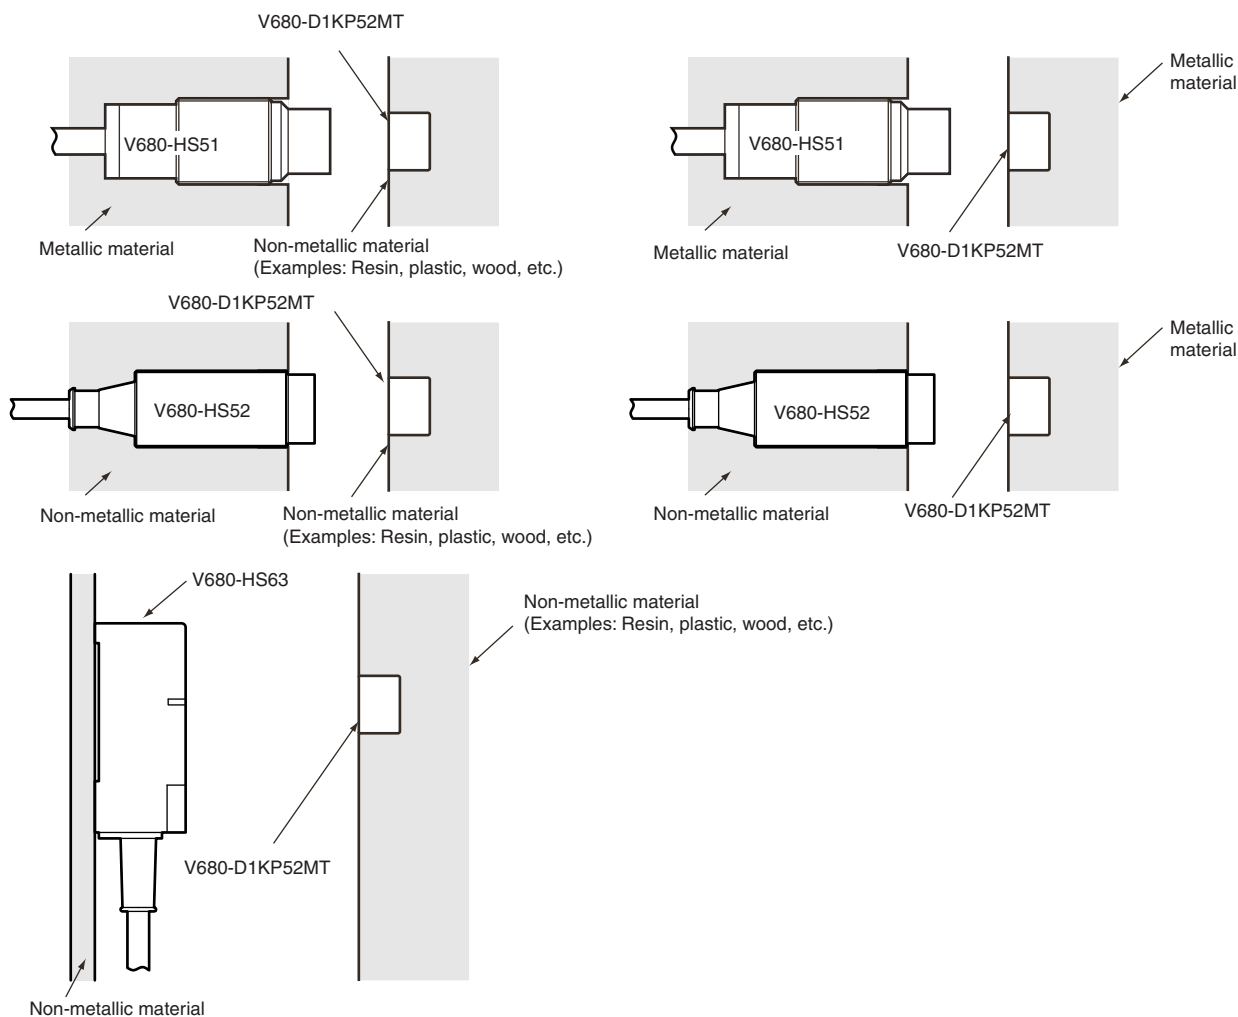 V680-D1KP52MT
V680-HS51
Metallic material
Non-metallic material
(Examples: Resin, plastic, wood, etc.)
Metallic
material
V680-HS51
Metallic material
V680-D1KP52MT
V680-D1KP52MT
V680-HS52
Non-metallic material
Non-metallic material
(Examples: Resin, plastic, wood, etc.)
Metallic
material
V680-HS52
Non-metallic material
V680-D1KP52MT
V680-HS63
Non-metallic material
(Examples: Resin, plastic, wood, etc.)
V680-D1KP52MT
Non-metallic material